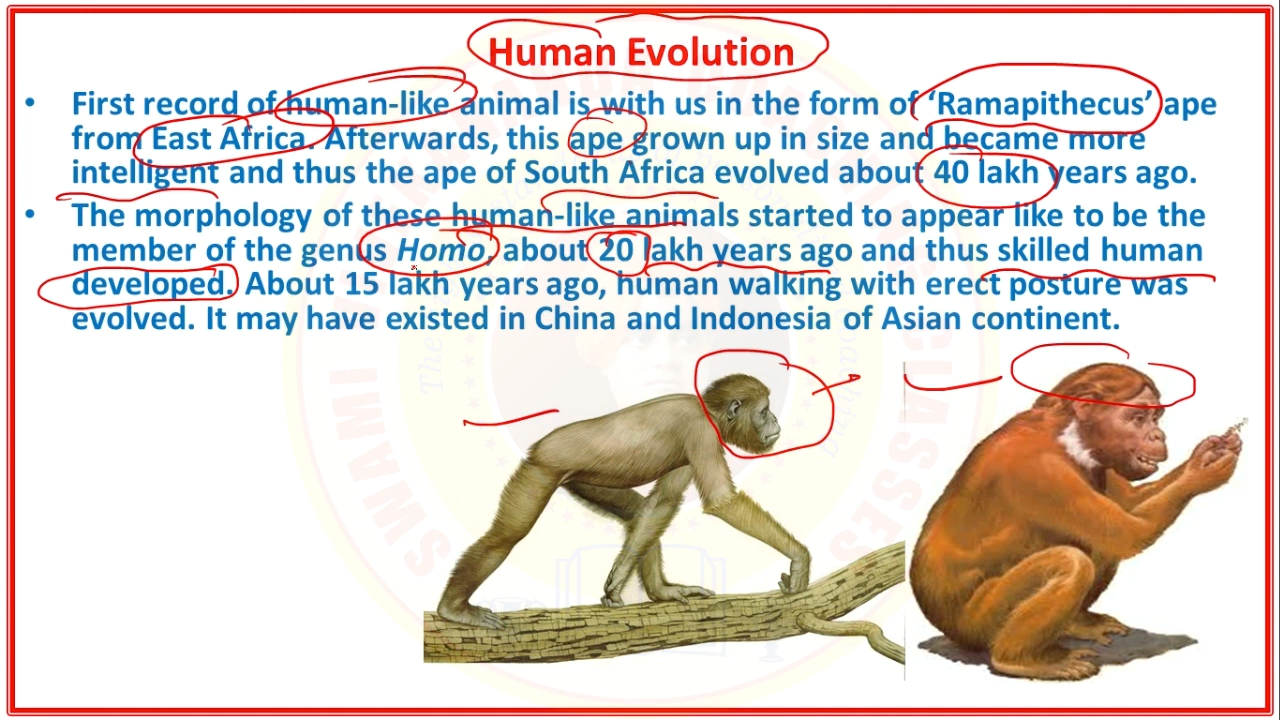 Human Evolution
• First record of human-like animal is with us in the form of ‘Ramapithecus’ ape
from East Africa. Afterwards, this ape grown up in size and became more
intelligent and thus the ape of South Africa evolved about 40 lakh years ago.
• The morphology of these human-like animals started to appear like to be the
member of the genus Homo, about 20 lakh years ago and thus skilled human
developed. About 15 lakh years ago, human walking with erect posture was
evolved. It may have existed in China and Indonesia of Asian continent.
SWAMI
CLASSES